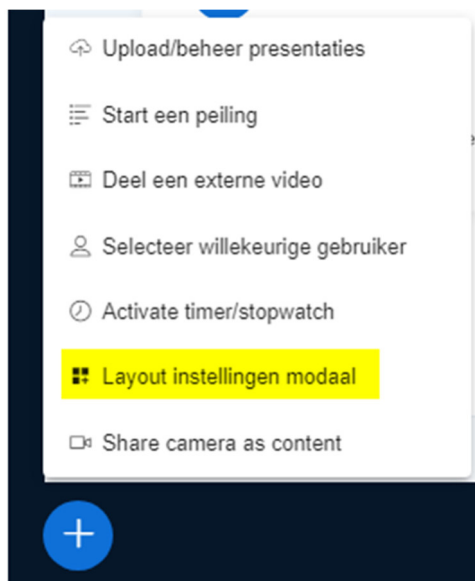 Upload/beheer presentaties
Start een peiling
Deel een externe video
Selecteer willekeurige gebruiker
Activate timer/stopwatch
Layout instellingen modaal
Share camera as content